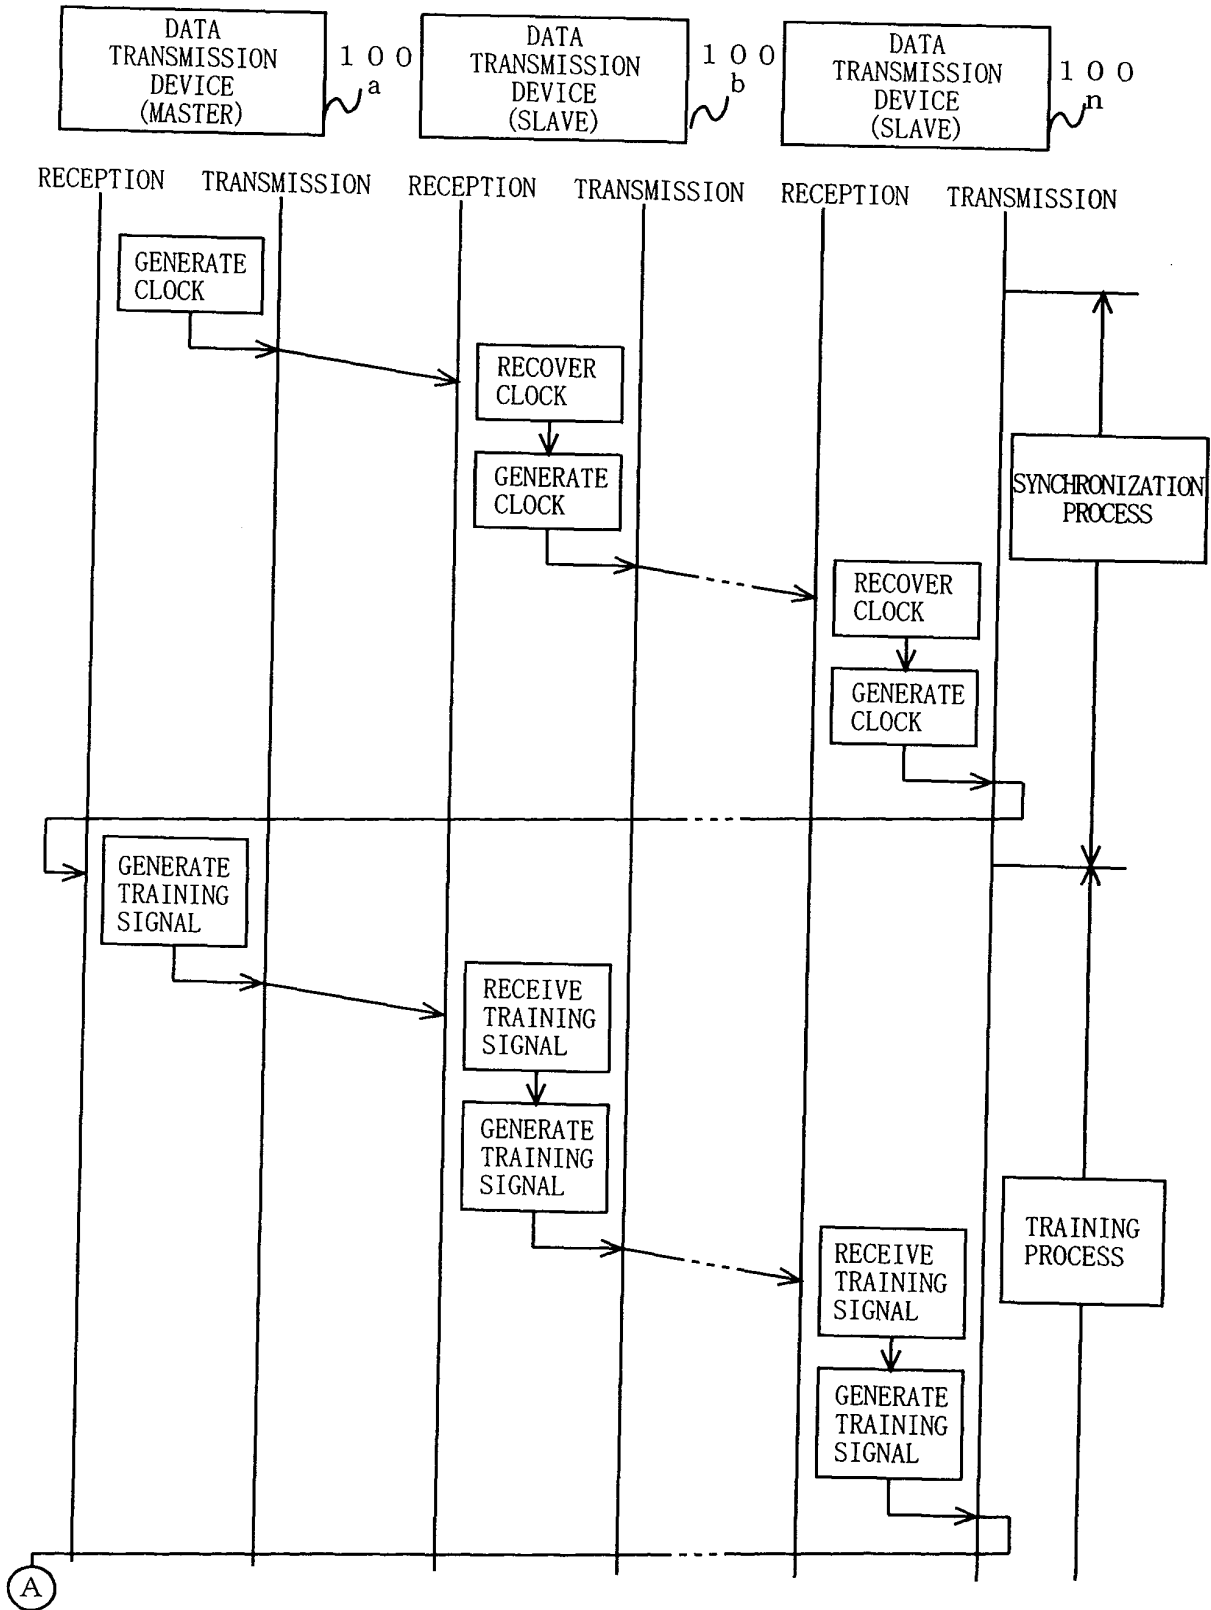 DATA
TRANSMISSION
DEVICE
(MASTER)
100
a
DATA
TRANSMISSION
DEVICE
(SLAVE)
100
b
DATA
TRANSMISSION
DEVICE
(SLAVE)
100
n
RECEPTION TRANSMISSION RECEPTION TRANSMISSION RECEPTION TRANSMISSION
GENERATE
CLOCK
RECOVER
CLOCK
GENERATE
CLOCK
SYNCHRONIZATION
PROCESS
RECOVER
CLOCK
GENERATE
CLOCK
GENERATE
TRAINING
SIGNAL
RECEIVE
TRAINING
SIGNAL
GENERATE
TRAINING
SIGNAL
TRAINING
PROCESS
RECEIVE
TRAINING
SIGNAL
GENERATE
TRAINING
SIGNAL
A